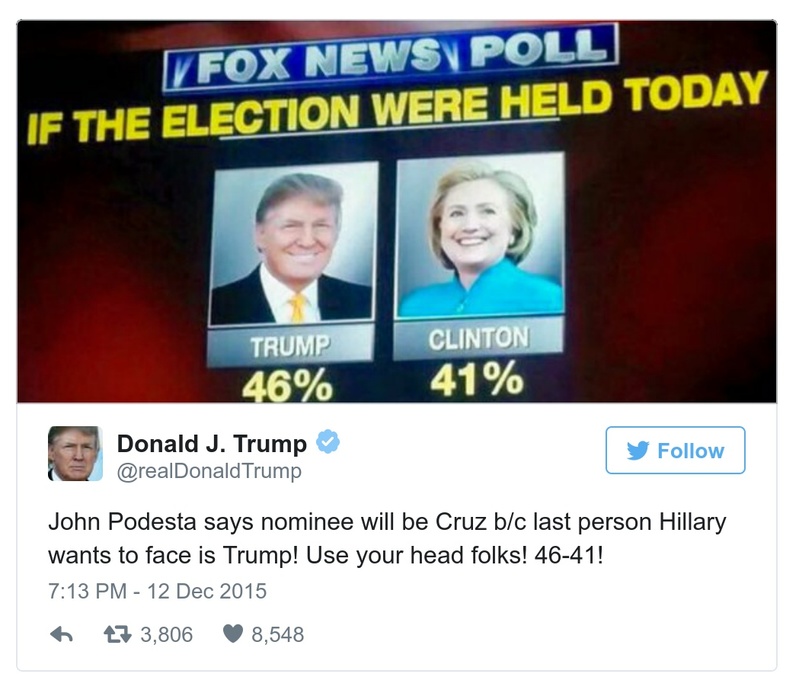 FOX NEWS POLL
IF THE ELECTION WERE HELD TODAY
TRUMP
CLINTON
46%
41%
Donald J. Trump
@realDonaldTrump
Follow
John Podesta says nominee will be Cruz b/c last person Hillary
wants to face is Trump! Use your head folks! 46-41!
7:13 PM - 12 Dec 2015
3,806
8,548